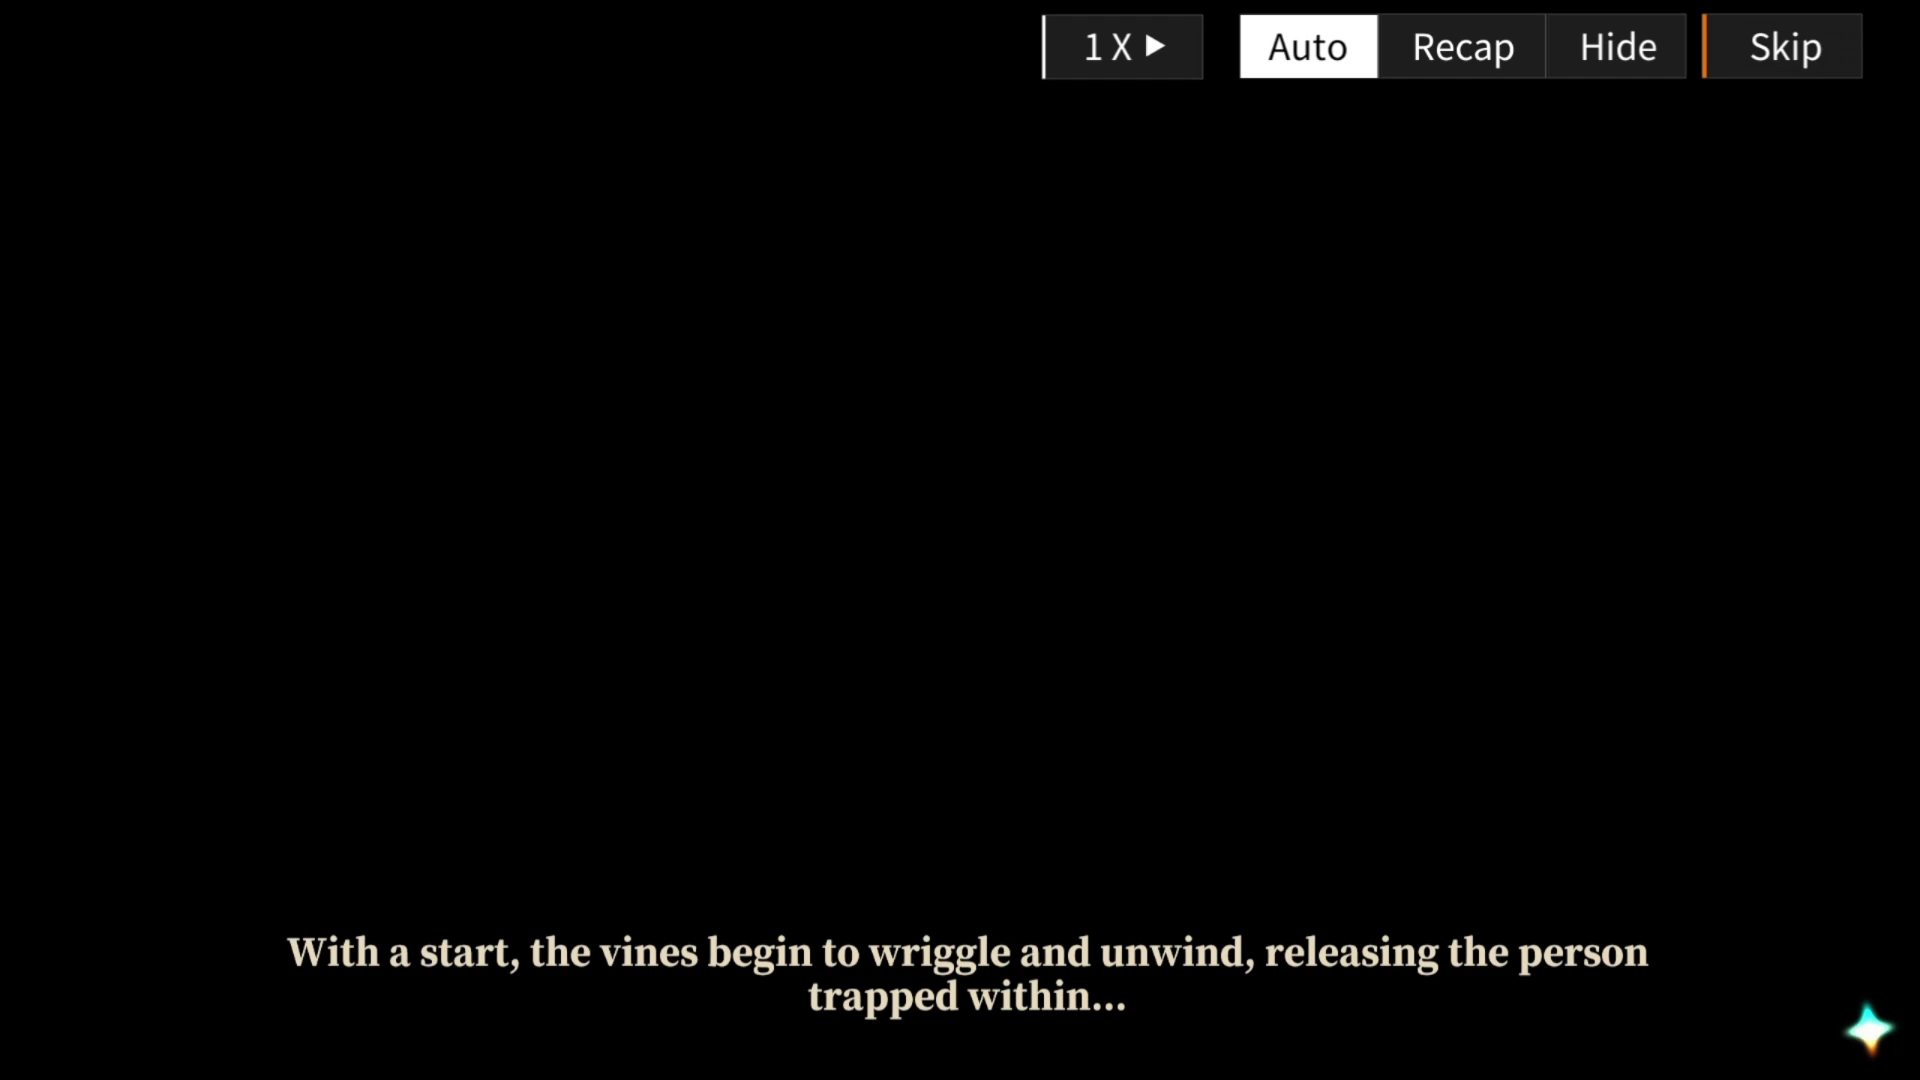 1 X ▶ Auto Recap Hide Skip
With a start, the vines begin to wriggle and unwind, releasing the person
trapped within...